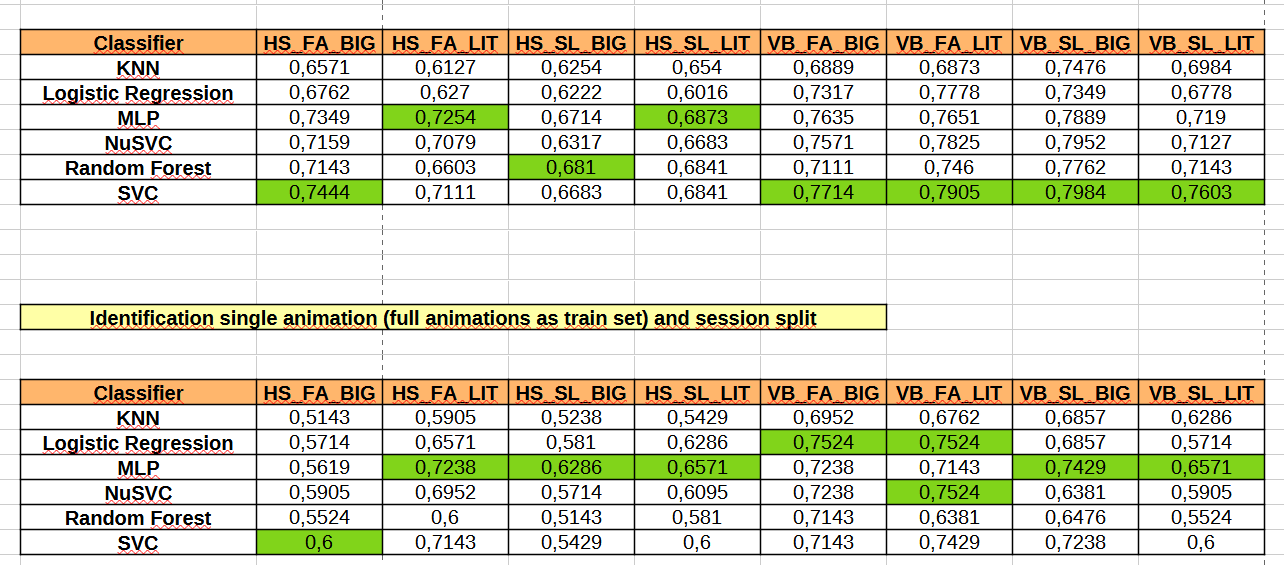 Classifier HS_FA_BIG HS_FA_LIT HS_SL_BIG HS_SL_LIT VB_FA_BIG VB_FA_LIT VB_SL_BIG VB_SL_LIT
KNN 0,6571 0,6127 0,6254 0,654 0,6889 0,6873 0,7476 0,6984
Logistic Regression 0,6762 0,627 0,6222 0,6016 0,7317 0,7778 0,7349 0,6778
MLP 0,7349 0,7254 0,6714 0,6873 0,7635 0,7651 0,7889 0,719
NuSVC 0,7159 0,7079 0,6317 0,6683 0,7571 0,7825 0,7952 0,7127
Random Forest 0,7143 0,6603 0,681 0,6841 0,7111 0,746 0,7762 0,7143
SVC 0,7444 0,7111 0,6683 0,6841 0,7714 0,7905 0,7984 0,7603
Identification single animation (full animations as train set) and session split
Classifier HS_FA_BIG HS_FA_LIT HS_SL_BIG HS_SL_LIT VB_FA_BIG VB_FA_LIT VB_SL_BIG VB_SL_LIT
KNN 0,5143 0,5905 0,5238 0,5429 0,6952 0,6762 0,6857 0,6286
Logistic Regression 0,5714 0,6571 0,581 0,6286 0,7524 0,7524 0,6857 0,5714
MLP 0,5619 0,7238 0,6286 0,6571 0,7238 0,7143 0,7429 0,6571
NuSVC 0,5905 0,6952 0,5714 0,6095 0,7238 0,7524 0,6381 0,5905
Random Forest 0,5524 0,6 0,5143 0,581 0,7143 0,6381 0,6476 0,5524
SVC 0,6 0,7143 0,5429 0,6 0,7143 0,7429 0,7238 0,6